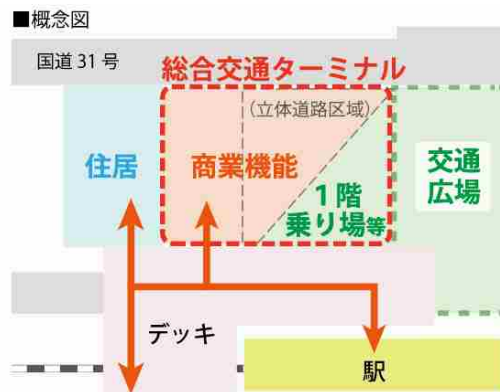 ■概念図
国道 31 号
総合交通ターミナル
(立体道路区域)
住居
商業機能
1階
乗り場等
交通
広場
デッキ
駅